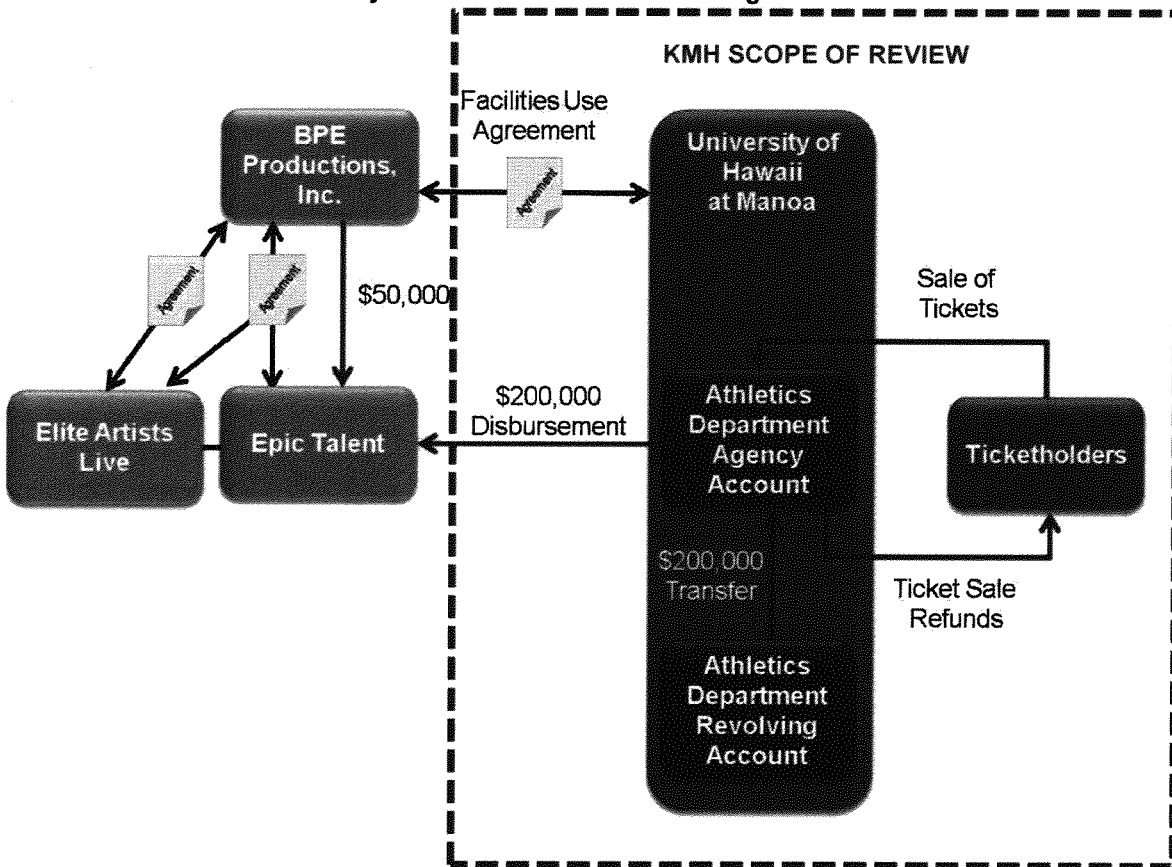 KMH SCOPE OF REVIEW
Facilities Use
Agreement
BPE
Productions,
Inc.
Agreement
University of
Hawaii
at Manoa
Agreement
Agreement
$50,000
Sale of
Tickets
Elite Artists
Live
Epic Talent
$200,000
Disbursement
Athletics
Department
Agency
Account
Ticketholders
$200,000
Transfer
Ticket Sale
Refunds
Athletics
Department
Revolving
Account